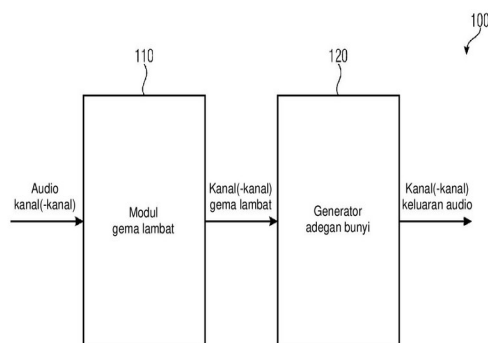 100
110
120
Audio
kanal(-kanal)
Modul
gema lambat
Kanal(-kanal)
gema lambat
Generator
adegan bunyi
Kanal(-kanal)
keluaran audio